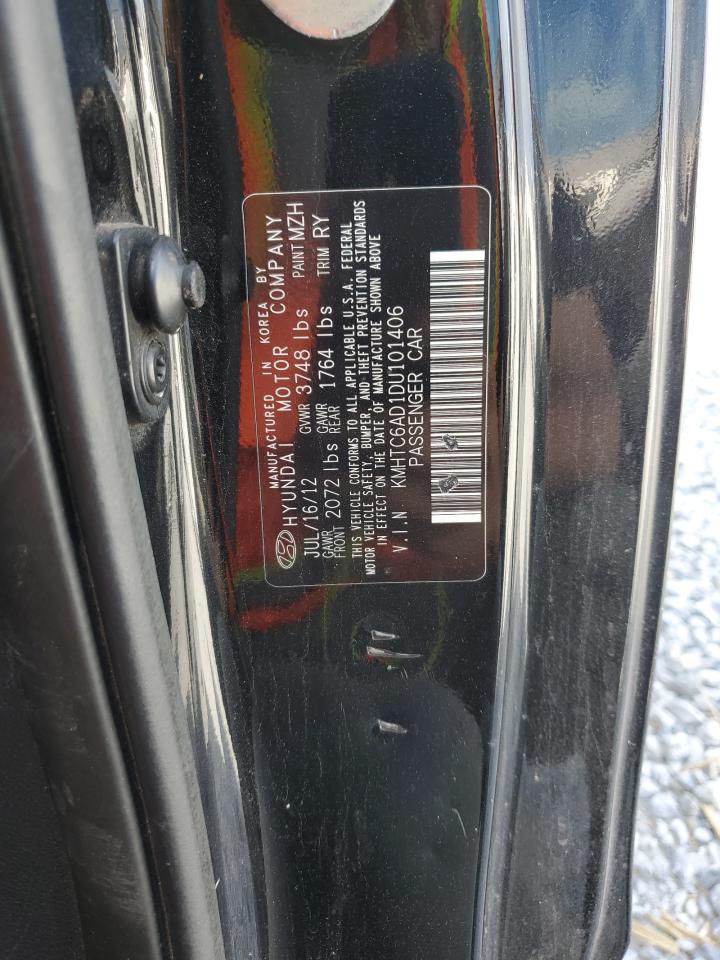 MANUFACTURED IN KOREA BY
HYUNDAI MOTOR COMPANY
JUL/16/12 GVWR 3748 lbs PAINT MZH
GAWR FRONT 2072 lbs GAWR REAR 1764 lbs TRIM RY
THIS VEHICLE CONFORMS TO ALL APPLICABLE U.S.A. FEDERAL
MOTOR VEHICLE SAFETY, BUMPER, AND THEFT PREVENTION STANDARDS
IN EFFECT ON THE DATE OF MANUFACTURE SHOWN ABOVE
V.I.N KMHTC6AD1DU101406
PASSENGER CAR